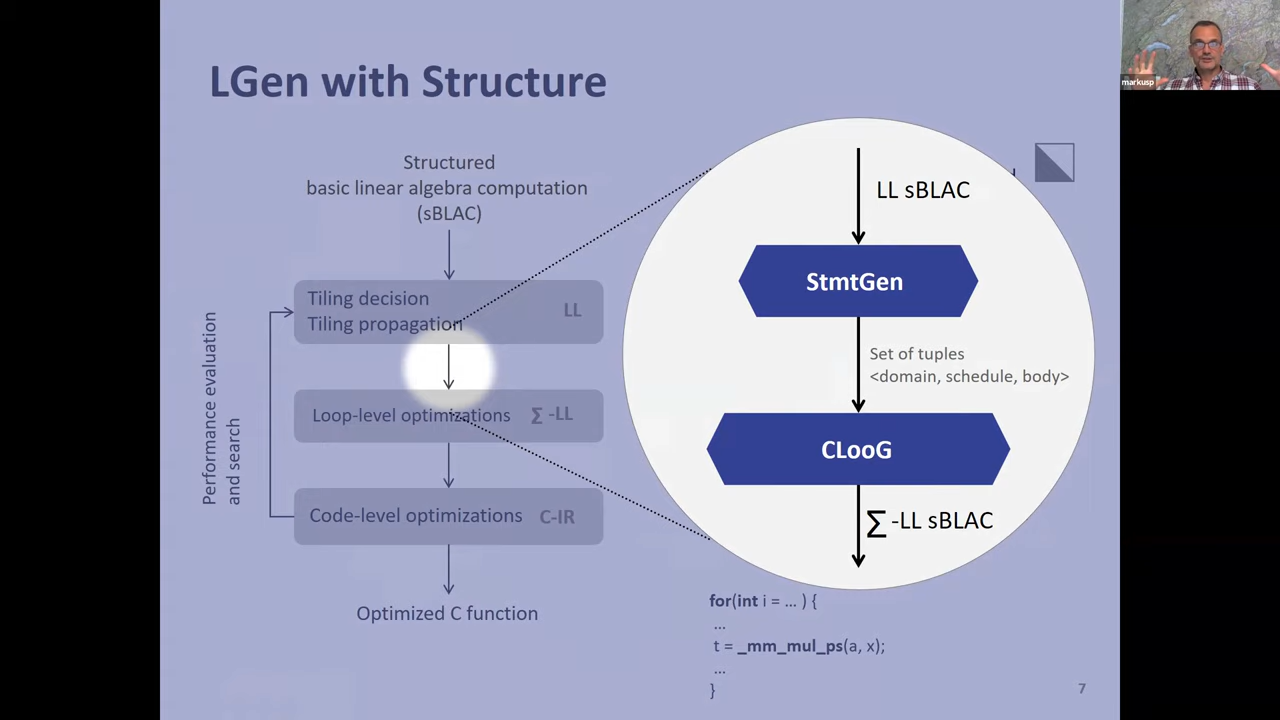 LGen with Structure
Structured
basic linear algebra computation
(sBLAC)
Tiling decision
Tiling propagation
LL
Loop-level optimizations
∑ -LL
Code-level optimizations
C-IR
Optimized C function
Performance evaluation
and search
LL sBLAC
StmtGen
Set of tuples
<domain, schedule, body>
CLooG
∑ -LL sBLAC
for(int i = … ) {
…
t = _mm_mul_ps(a, x);
…
}
7
markusp